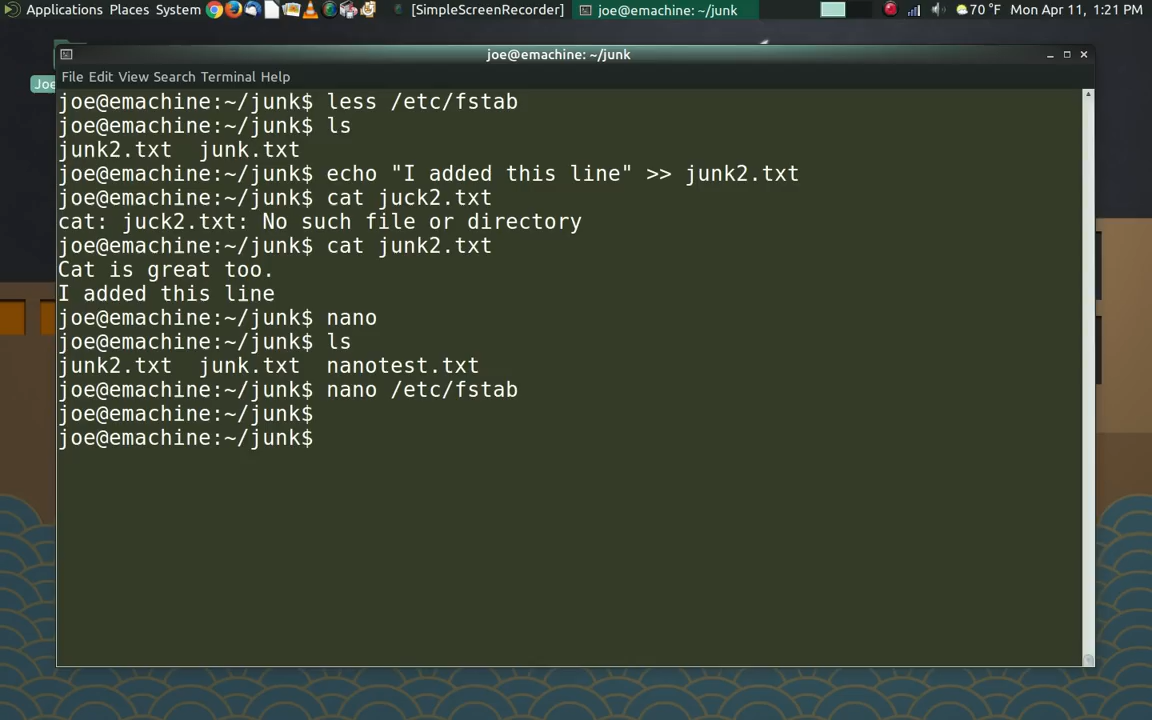 Applications Places System [SimpleScreenRecorder] joe@emachine: ~/junk 70 °F Mon Apr 11, 1:21 PM
joe@emachine: ~/junk
Joe
File Edit View Search Terminal Help
joe@emachine:~/junk$ less /etc/fstab
joe@emachine:~/junk$ ls
junk2.txt  junk.txt
joe@emachine:~/junk$ echo "I added this line" >> junk2.txt
joe@emachine:~/junk$ cat juck2.txt
cat: juck2.txt: No such file or directory
joe@emachine:~/junk$ cat junk2.txt
Cat is great too.
I added this line
joe@emachine:~/junk$ nano
joe@emachine:~/junk$ ls
junk2.txt  junk.txt  nanotest.txt
joe@emachine:~/junk$ nano /etc/fstab
joe@emachine:~/junk$
joe@emachine:~/junk$